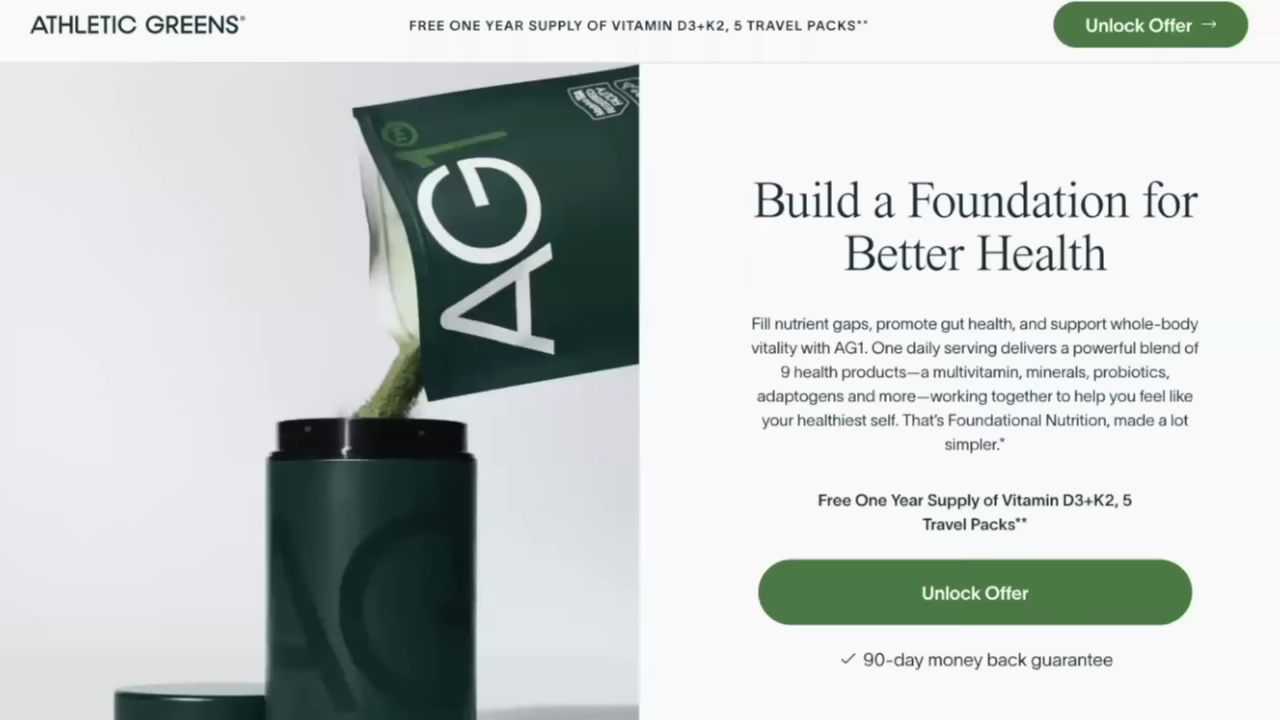 ATHLETIC GREENS®
FREE ONE YEAR SUPPLY OF VITAMIN D3+K2, 5 TRAVEL PACKS**
Unlock Offer →
AG1
AG
Build a Foundation for
Better Health
Fill nutrient gaps, promote gut health, and support whole-body
vitality with AG1. One daily serving delivers a powerful blend of
9 health products—a multivitamin, minerals, probiotics,
adaptogens and more—working together to help you feel like
your healthiest self. That's Foundational Nutrition, made a lot
simpler.*
Free One Year Supply of Vitamin D3+K2, 5
Travel Packs**
Unlock Offer
✓ 90-day money back guarantee